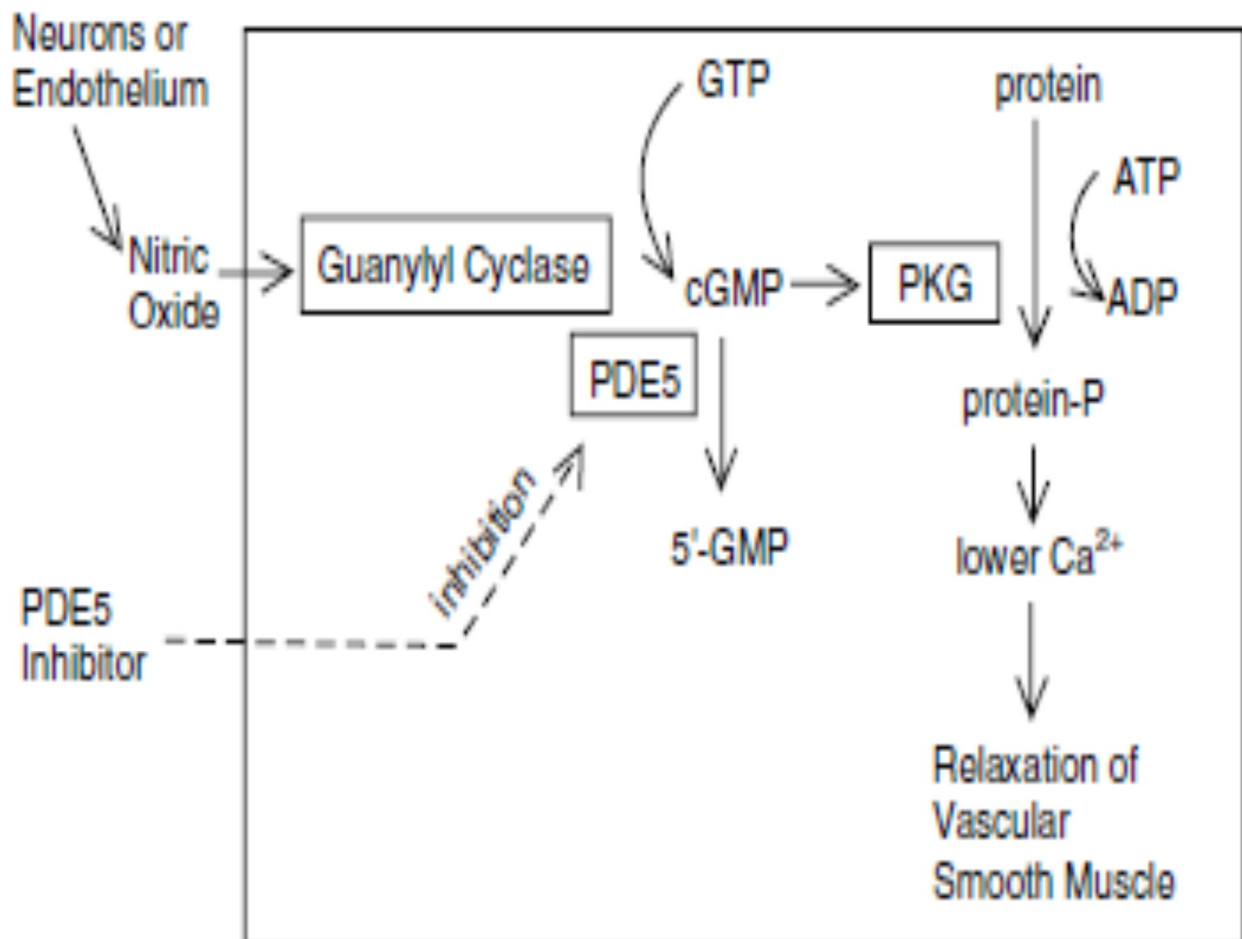 Neurons or
Endothelium
Nitric
Oxide
Guanylyl Cyclase
GTP
cGMP
PKG
PDE5
5'-GMP
protein
ATP
ADP
protein-P
lower Ca²⁺
Relaxation of
Vascular
Smooth Muscle
PDE5
Inhibitor
inhibition